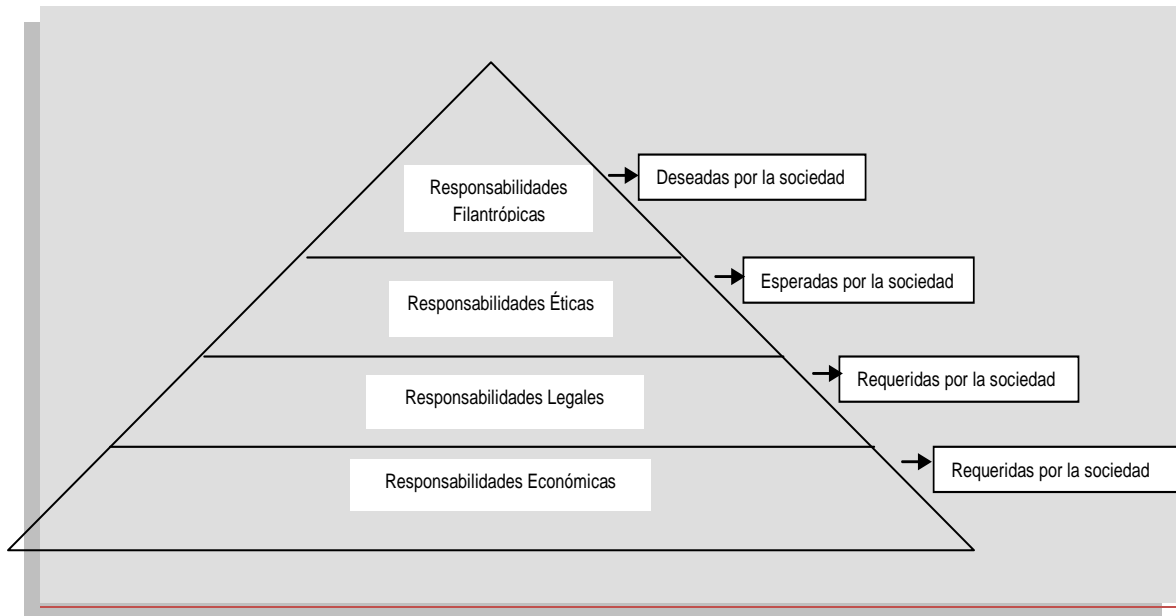 Responsabilidades
Filantrópicas
Deseadas por la sociedad
Responsabilidades Éticas
Esperadas por la sociedad
Responsabilidades Legales
Requeridas por la sociedad
Responsabilidades Económicas
Requeridas por la sociedad